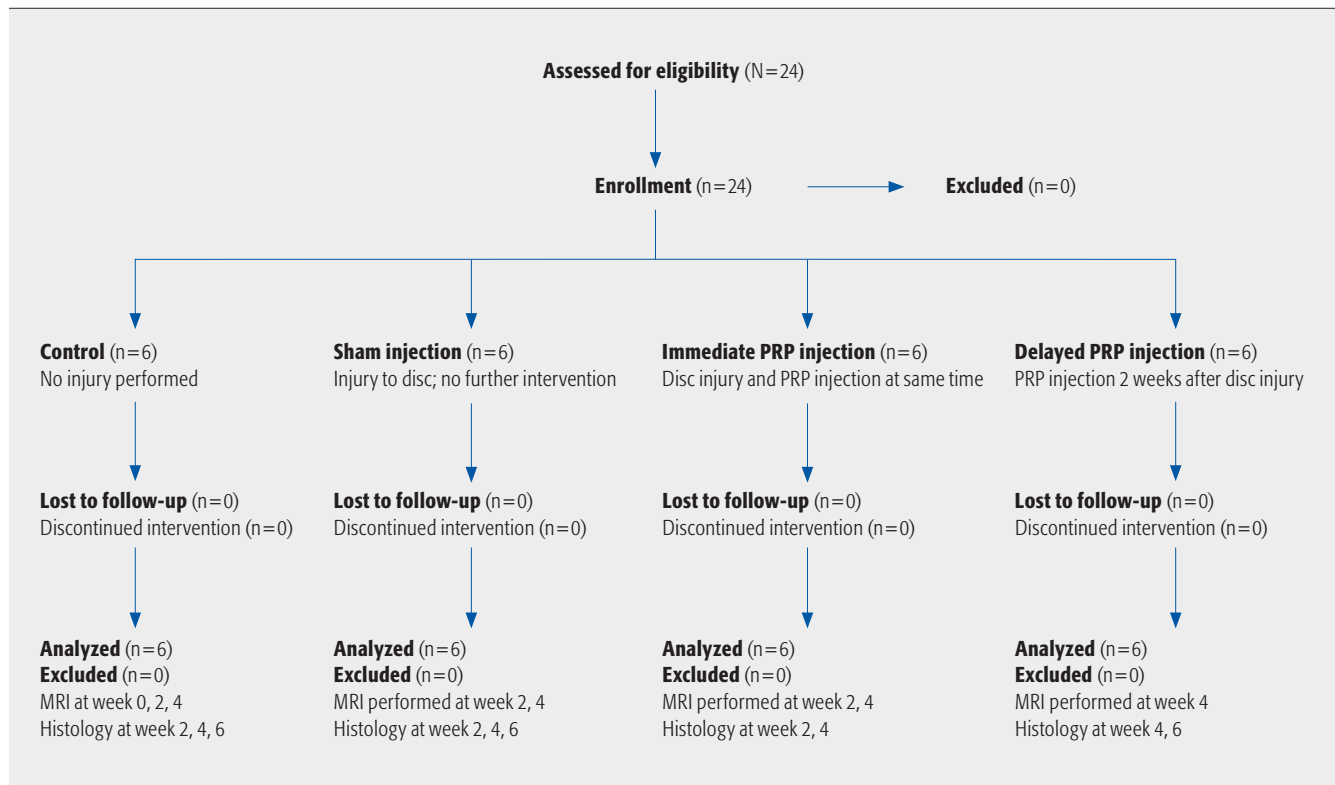 Assessed for eligibility (N=24)
Enrollment (n=24)
Excluded (n=0)
Control (n=6)
No injury performed
Sham injection (n=6)
Injury to disc; no further intervention
Immediate PRP injection (n=6)
Disc injury and PRP injection at same time
Delayed PRP injection (n=6)
PRP injection 2 weeks after disc injury
Lost to follow-up (n=0)
Discontinued intervention (n=0)
Lost to follow-up (n=0)
Discontinued intervention (n=0)
Lost to follow-up (n=0)
Discontinued intervention (n=0)
Lost to follow-up (n=0)
Discontinued intervention (n=0)
Analyzed (n=6)
Excluded (n=0)
MRI at week 0, 2, 4
Histology at week 2, 4, 6
Analyzed (n=6)
Excluded (n=0)
MRI performed at week 2, 4
Histology at week 2, 4, 6
Analyzed (n=6)
Excluded (n=0)
MRI performed at week 2, 4
Histology at week 2, 4
Analyzed (n=6)
Excluded (n=0)
MRI performed at week 4
Histology at week 4, 6